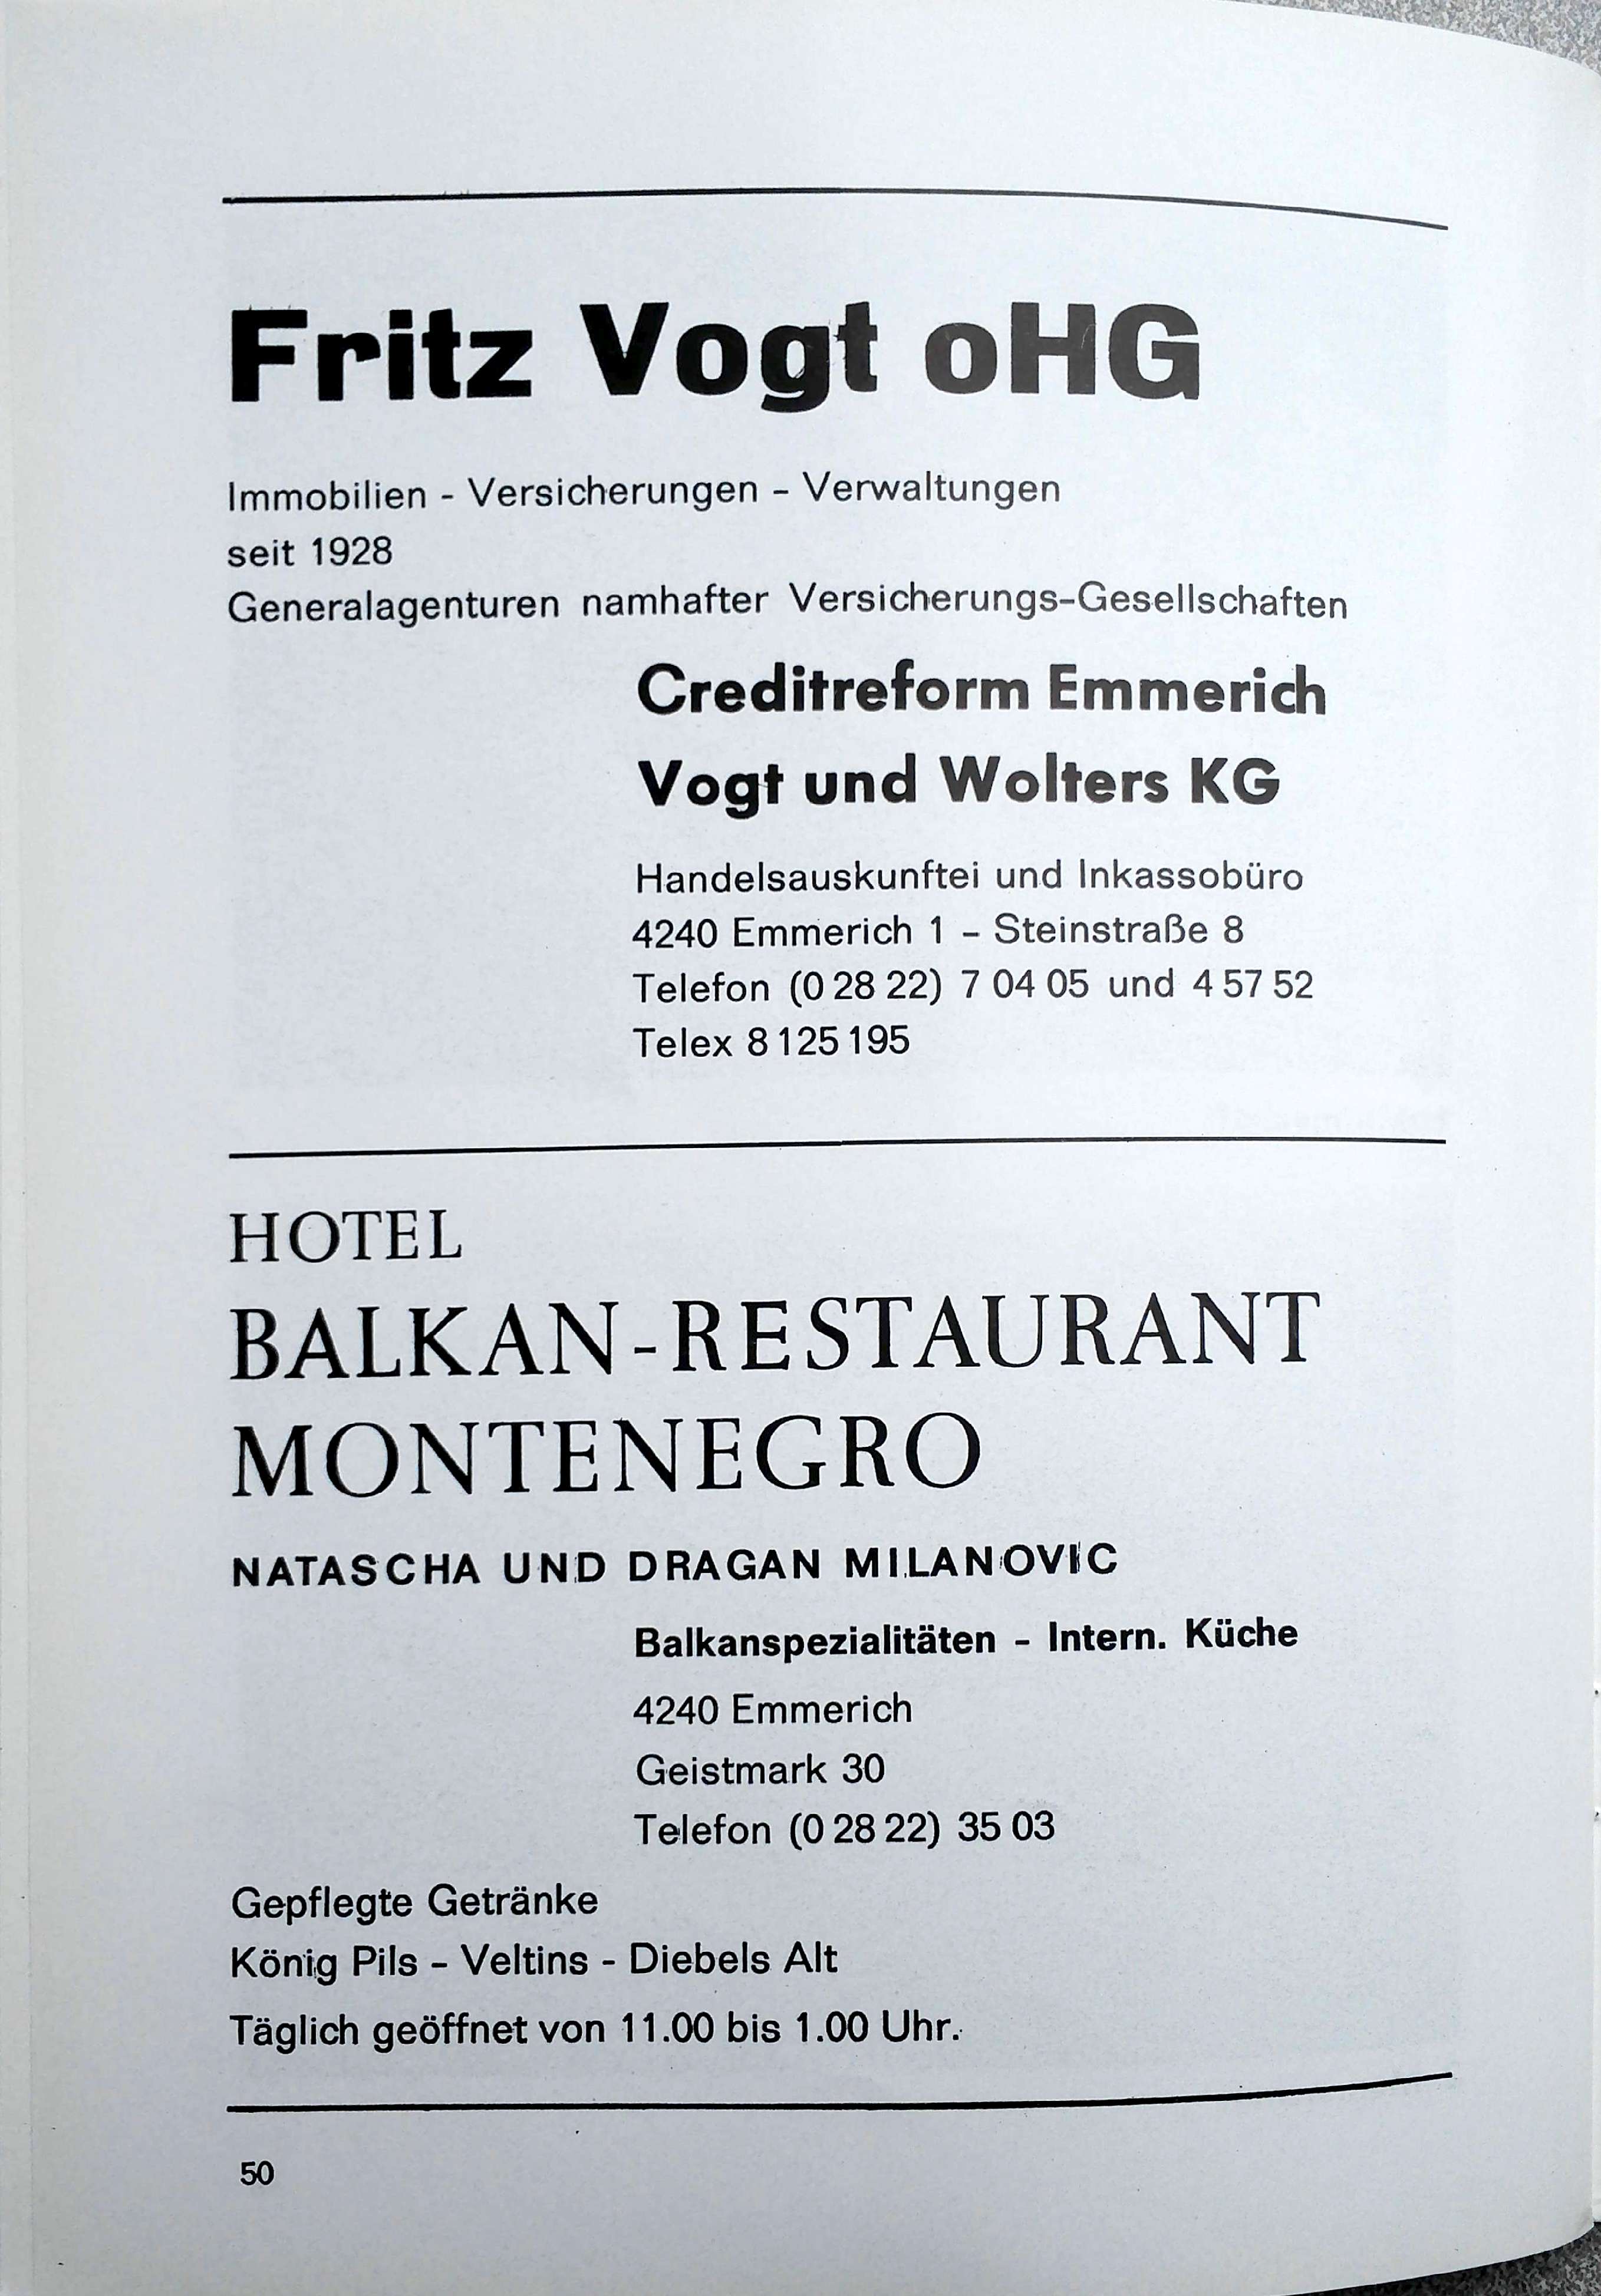 Fritz Vogt oHG
Immobilien - Versicherungen - Verwaltungen
seit 1928
Generalagenturen namhafter Versicherungs-Gesellschaften
Creditreform Emmerich
Vogt und Wolters KG
Handelsauskunftei und Inkassobüro
4240 Emmerich 1 - Steinstraße 8
Telefon (0 28 22) 7 04 05 und 4 57 52
Telex 8 125 195
HOTEL
BALKAN-RESTAURANT
MONTENEGRO
NATASCHA UND DRAGAN MILANOVIC
Balkanspezialitäten - Intern. Küche
4240 Emmerich
Geistmark 30
Telefon (0 28 22) 35 03
Gepflegte Getränke
König Pils - Veltins - Diebels Alt
Täglich geöffnet von 11.00 bis 1.00 Uhr.
50